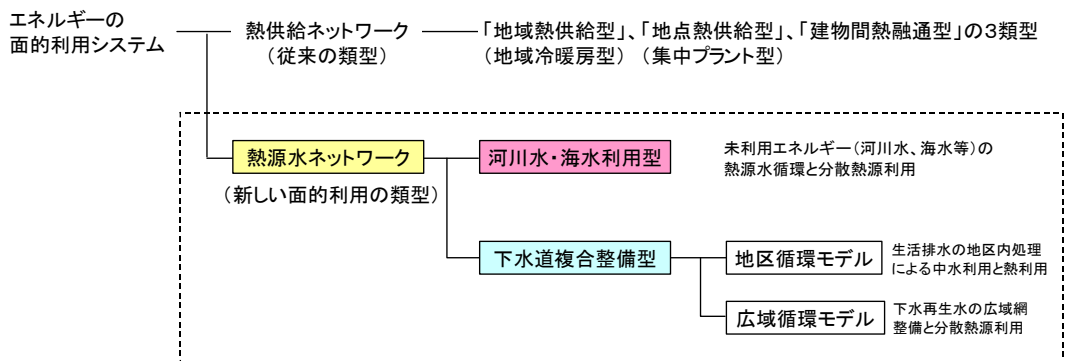 エネルギーの
面的利用システム
熱供給ネットワーク
（従来の類型）
「地域熱供給型」、「地点熱供給型」、「建物間熱融通型」の3類型
（地域冷暖房型）（集中プラント型）
熱源水ネットワーク
（新しい面的利用の類型）
河川水・海水利用型
未利用エネルギー（河川水、海水等）の
熱源水循環と分散熱源利用
下水道複合整備型
地区循環モデル
生活排水の地区内処理
による中水利用と熱利用
広域循環モデル
下水再生水の広域網
整備と分散熱源利用